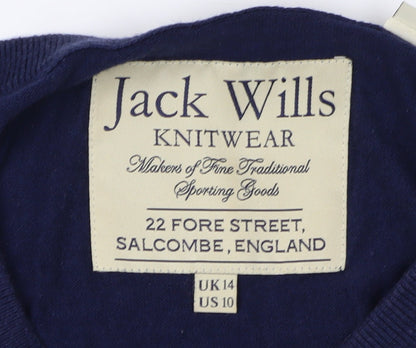 Jack Wills
KNITWEAR
Makers of Fine Traditional
Sporting Goods
22 FORE STREET,
SALCOMBE, ENGLAND
UK 14
US 10